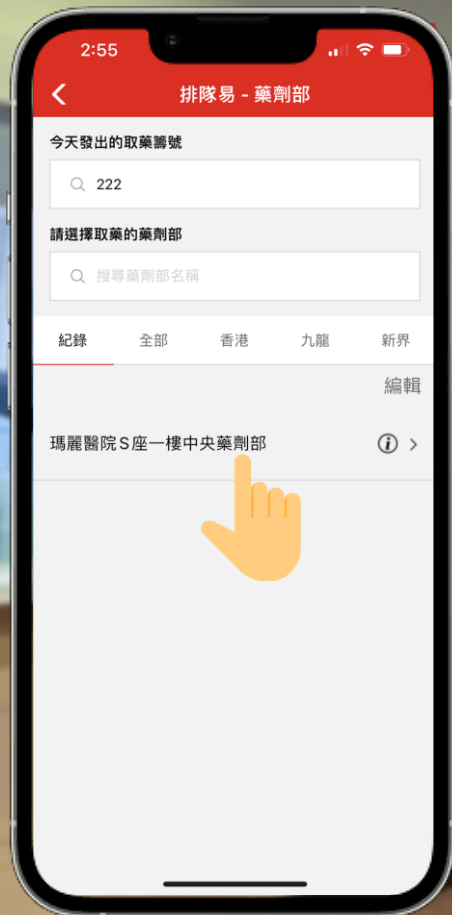 2:55
排隊易 - 藥劑部
今天發出的取藥籌號
222
請選擇取藥的藥劑部
搜尋藥劑部名稱
紀錄 全部 香港 九龍 新界
編輯
瑪麗醫院S座一樓中央藥劑部